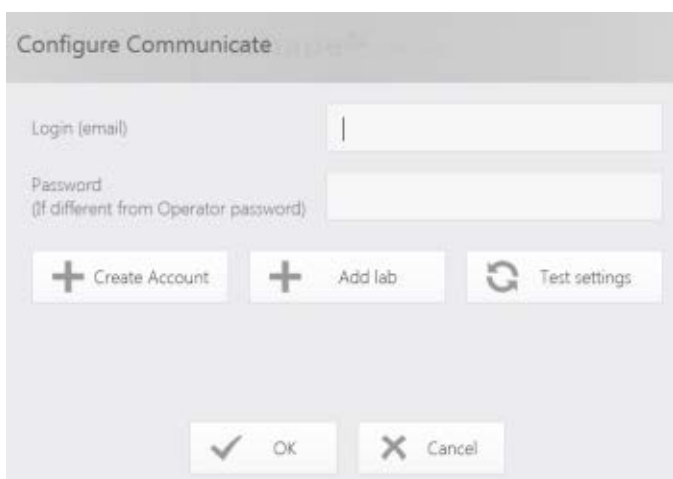 Configure Communicate
Login (email)
Password
(If different from Operator password)
Create Account
Add lab
Test settings
OK
Cancel